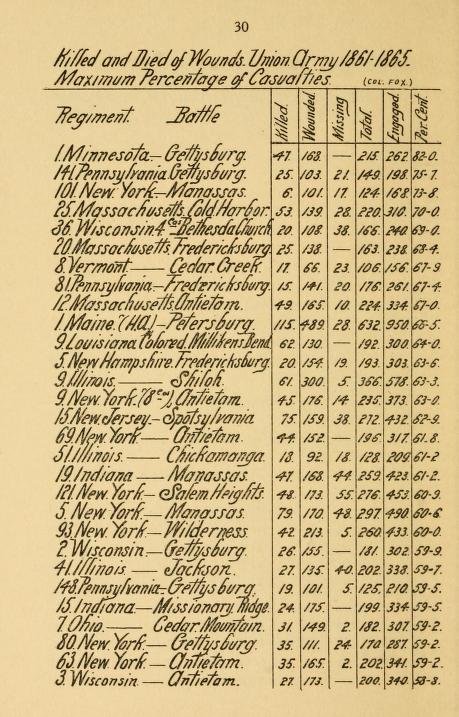 30
Killed and Died of Wounds. Union Army 1861-1865.
Maximum Percentage of Casualties. (COL. FOX.)
Regiment. Battle Killed. Wounded. Missing. Total. Engaged. Per.Cent
1. Minnesota.— Gettysburg. 47. 168. — 215. 262 82-0.
141. Pennsylvania Gettysburg. 25. 103. 21. 149. 198. 75-7.
101. New. York.— Manassas. 6. 101. 17. 124. 168. 73-8
25. Massachusetts. Cold Harbor. 53. 139. 28. 220. 310. 70-0
36. Wisconsin 4 Cos Bethesda Church 20. 108. 38. 166. 240. 69-0
20. Massachusetts. Fredericksburg. 25. 138. — 163. 238. 68-4.
8. Vermont.—— Cedar Creek. 17. 66. 23. 106. 156. 67-9
81. Pennsylvania.— Fredericksburg. 15. 141. 20 176. 261. 67-4
12. Massachusetts. Antietam. 49. 165. 10. 224. 334. 67-0
1. Maine. (H.A.)— Petersburg. 115. 489. 28. 632. 950. 66-5.
9. Louisiana Colored. Millikens Bend 62 130. — 192. 300. 64-0
5. New Hampshire. Fredericksburg. 20 154. 19. 193. 303. 63-6
9. Illinois.—— Shiloh. 61. 300. 5. 366. 578. 63-3.
9. New York. (8 Cos) Antietam. 45 176. 14 235. 373. 63-0.
15. New. Jersey.— Spotsylvania 75. 159. 38. 272. 432. 62-9.
69. New. York —— Antietam. 44. 152. — 196. 317. 61.8.
51. Illinois.—— Chickamanga. 18. 92. 18. 128. 209. 61-2
19. Indiana —— Manassas. 47. 168. 44. 259. 423. 61-2.
121. New York.— Salem Heights. 48. 173. 55. 276. 453. 60-9.
5. New York.— Manassas. 79. 170. 48. 297. 490. 60-6
93. New York.— Wilderness. 42. 213. 5. 260. 433. 60-0.
2. Wisconsin.— Gettysburg. 26. 155. — 181. 302. 59-9.
41. Illinois —— Jackson. 27. 135. 40. 202. 338. 59-7.
148. Pennsylvania.— Gettysburg. 19. 101. 5. 125. 210. 59-5.
15. Indiana.— Missionary. Ridge. 24. 175. — 199. 334. 59-5.
7. Ohio.—— Cedar Mountain. 31. 149. 2. 182. 307. 59-2.
80. New York.— Gettysburg. 35. 111. 24. 170 287. 59-2
63. New York.— Antietam. 35. 165. 2. 202. 341. 59-2.
3. Wisconsin.— Antietam. 27. 173. — 200. 340. 58-8.